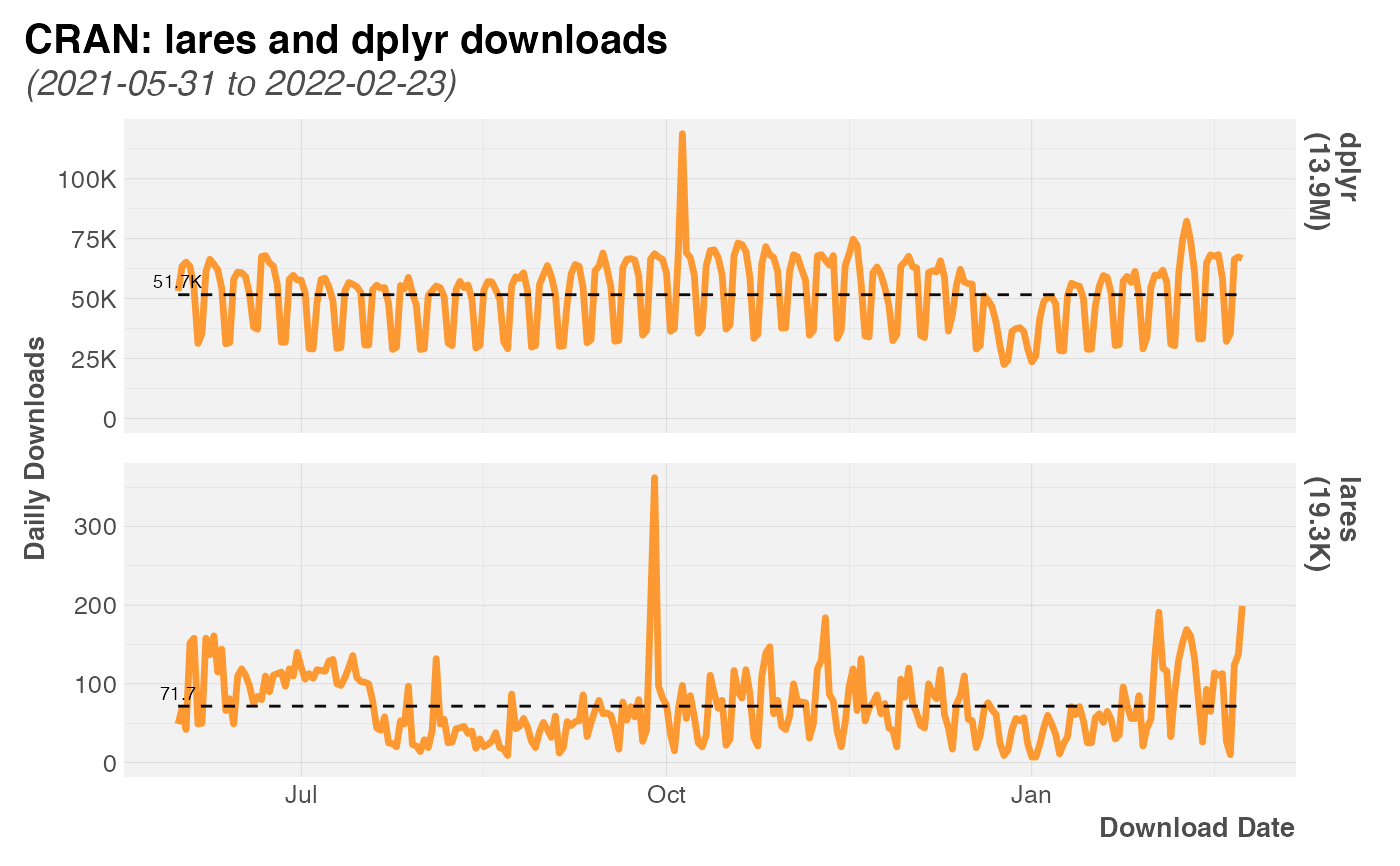 CRAN: lares and dplyr downloads
(2021-05-31 to 2022-02-23)
Dailly Downloads
100K
75K
50K
25K
0
51.7K
dplyr
(13.9M)
300
200
100
0
71.7
lares
(19.3K)
Jul Oct Jan
Download Date